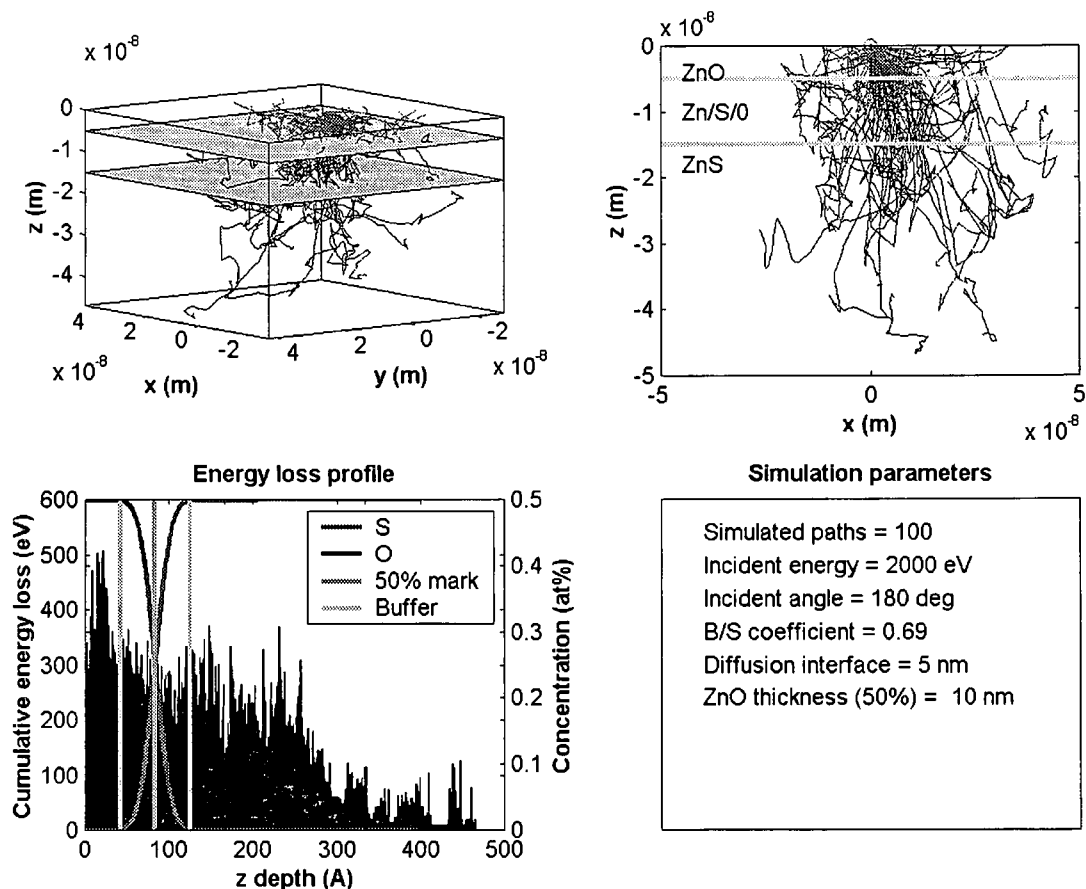 x 10⁻⁸
0
-1
-2
-3
-4
z (m)
4
2
0
-2
x 10⁻⁸
x (m)
4
2
0
-2
x 10⁻⁸
y (m)
x 10⁻⁸
0
-1
-2
-3
-4
-5
z (m)
ZnO
Zn/S/0
ZnS
-5
0
5
x 10⁻⁸
x (m)
Energy loss profile
600
500
400
300
200
100
0
Cumulative energy loss (eV)
S
O
50% mark
Buffer
0.5
0.4
0.3
0.2
0.1
0
Concentration (at%)
0
100
200
300
400
500
z depth (A)
Simulation parameters
Simulated paths = 100
Incident energy = 2000 eV
Incident angle = 180 deg
B/S coefficient = 0.69
Diffusion interface = 5 nm
ZnO thickness (50%) = 10 nm